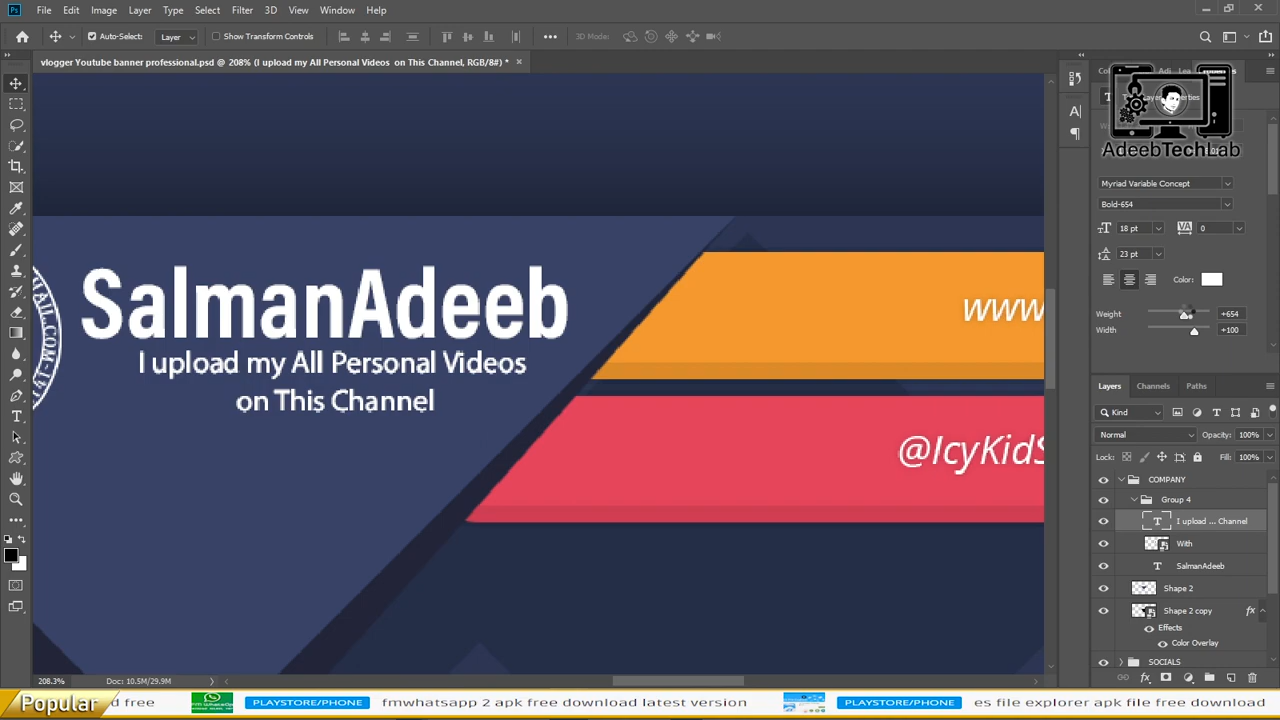 Ps File Edit Image Layer Type Select Filter 3D View Window Help
Auto-Select: Layer Show Transform Controls 3D Mode:
vlogger Youtube banner professional.psd @ 208% (I upload my All Personal Videos on This Channel, RGB/8#) *
AdeebTechLab
Myriad Variable Concept
Bold-654
18 pt VA 0
23 pt
Color:
Weight +654
Width +100
SalmanAdeeb
I upload my All Personal Videos
on This Channel
www
@IcyKidS
Layers Channels Paths
Kind
Normal Opacity: 100%
Lock: Fill: 100%
COMPANY
Group 4
T I upload ... Channel
With
T SalmanAdeeb
Shape 2
Shape 2 copy fx
Effects
Color Overlay
SOCIALS
208.3% Doc: 10.5M/29.9M
Popular d free PLAYSTORE/PHONE fmwhatsapp 2 apk free download latest version PLAYSTORE/PHONE es file explorer apk free download